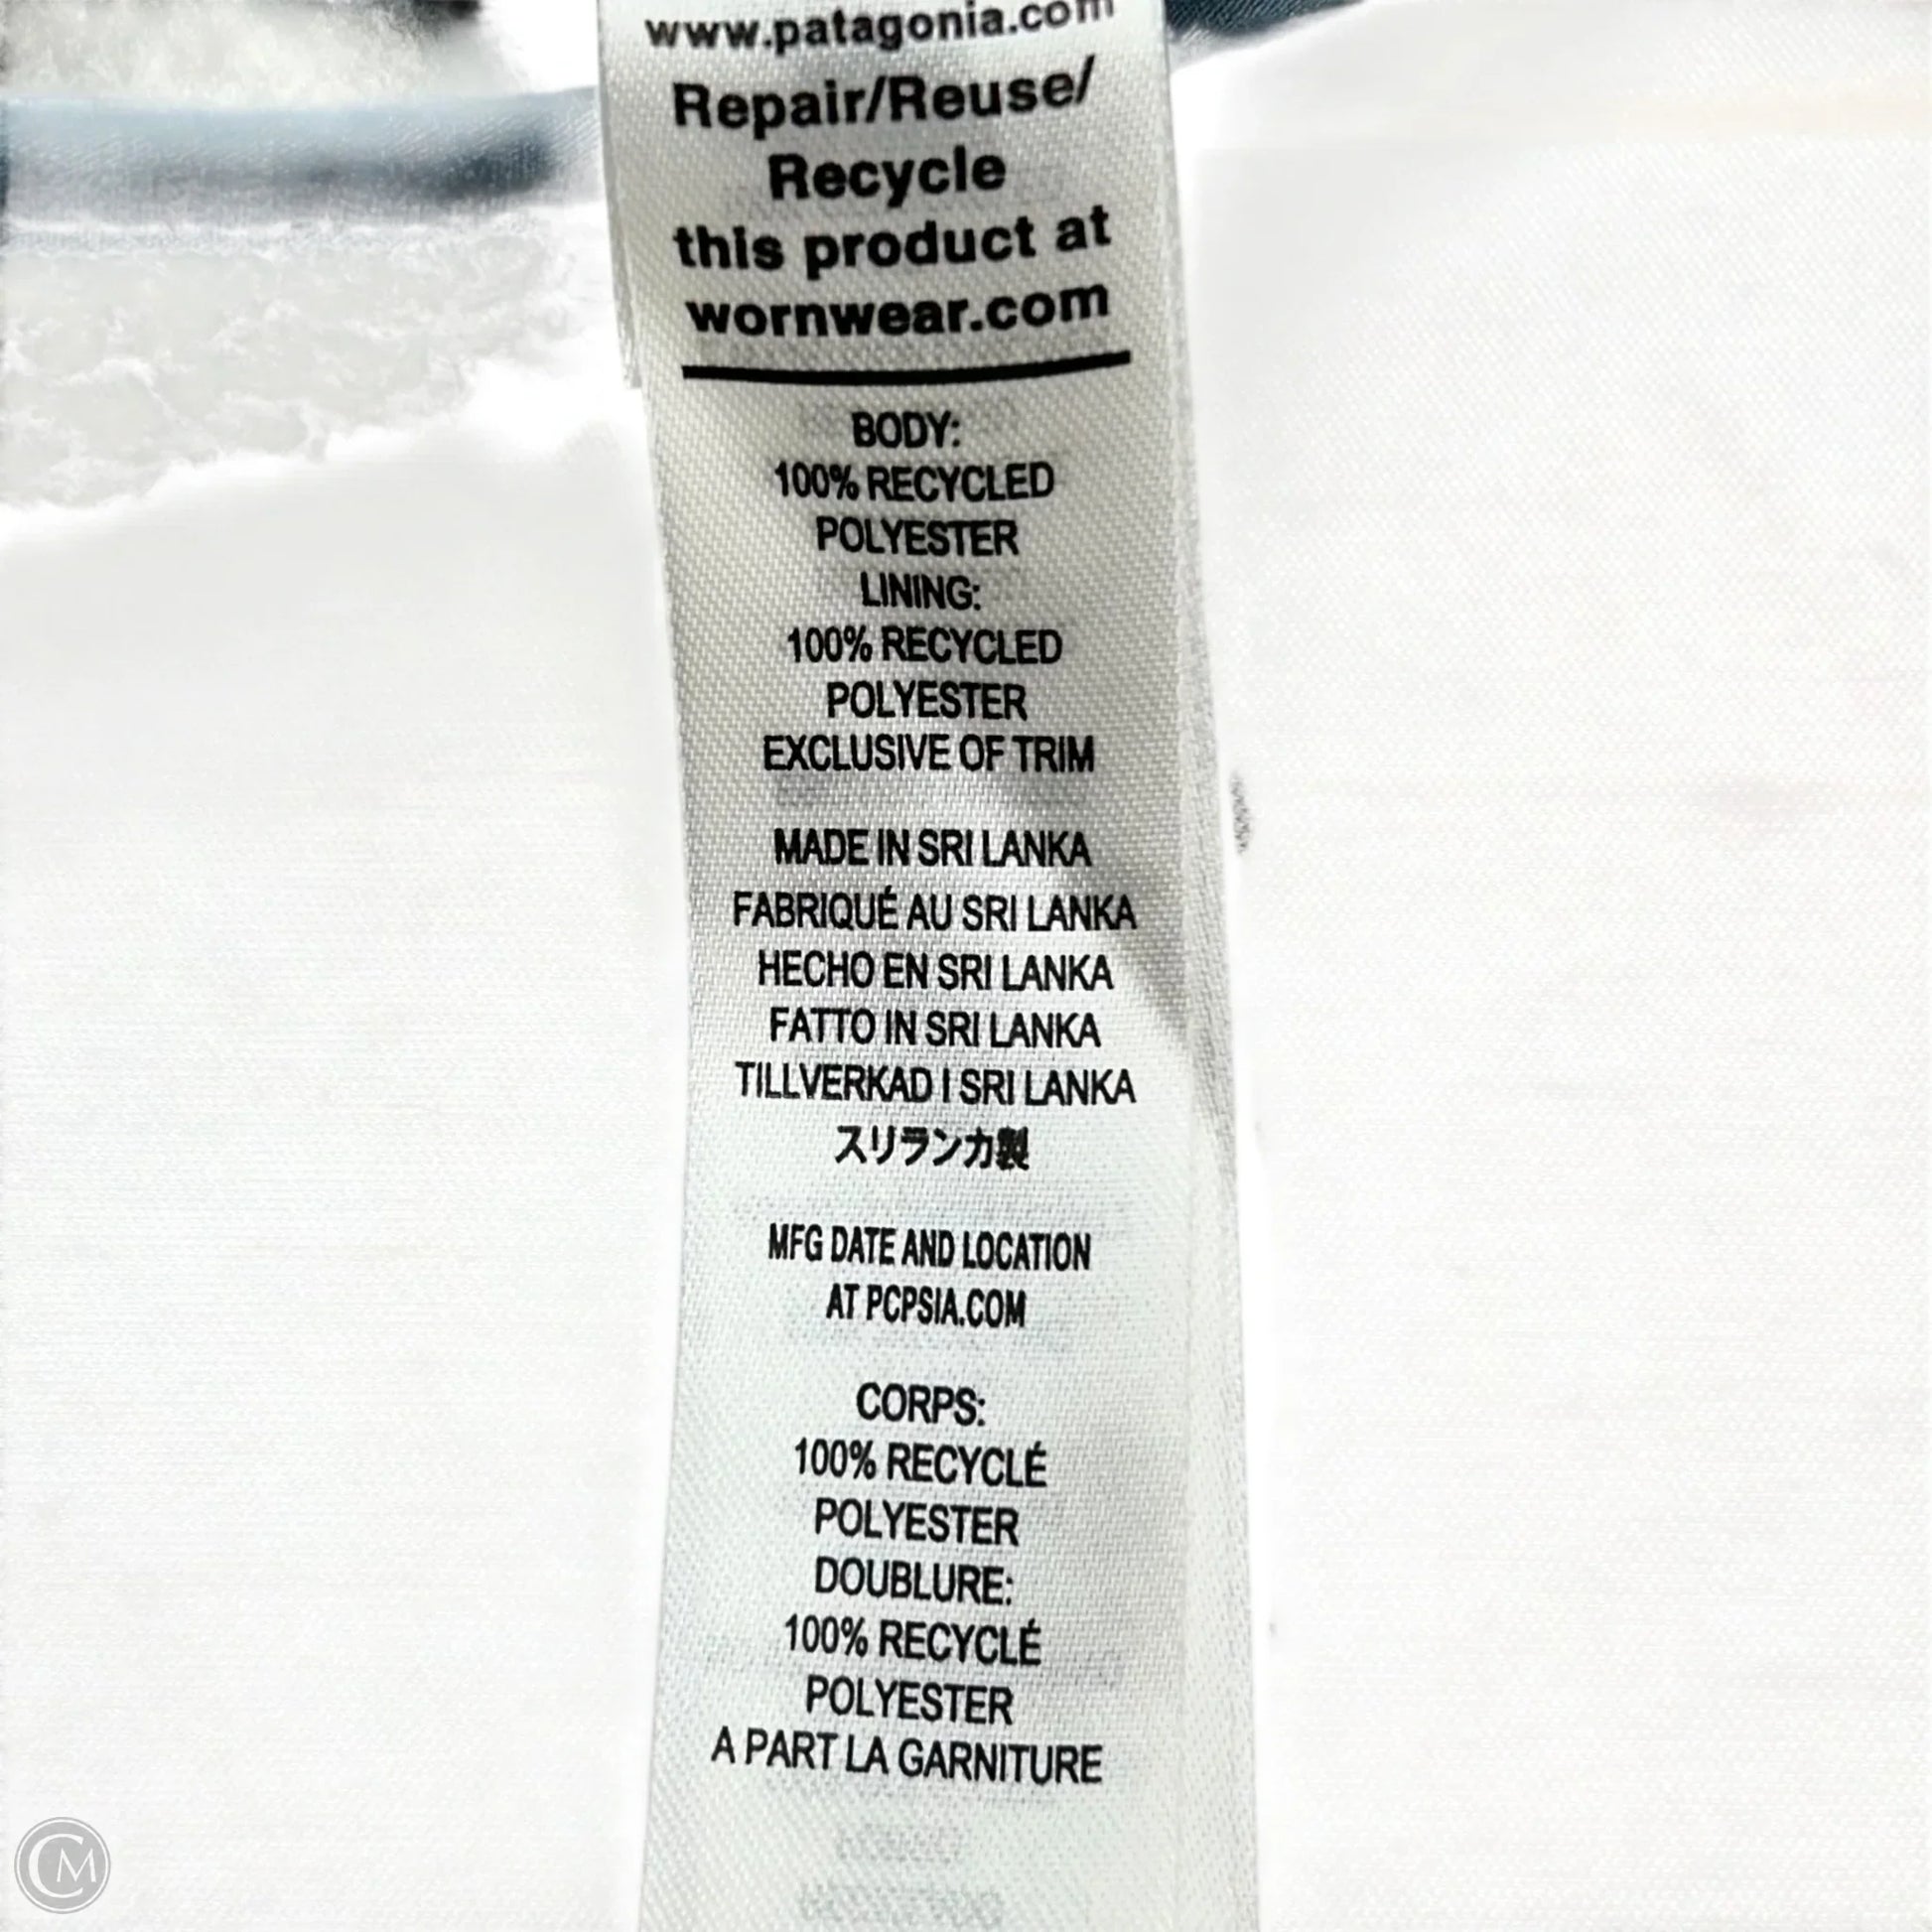 www.patagonia.com
Repair/Reuse/
Recycle
this product at
wornwear.com
BODY:
100% RECYCLED
POLYESTER
LINING:
100% RECYCLED
POLYESTER
EXCLUSIVE OF TRIM
MADE IN SRI LANKA
FABRIQUÉ AU SRI LANKA
HECHO EN SRI LANKA
FATTO IN SRI LANKA
TILLVERKAD I SRI LANKA
スリランカ製
MFG DATE AND LOCATION
AT PCPSIA.COM
CORPS:
100% RECYCLÉ
POLYESTER
DOUBLURE:
100% RECYCLÉ
POLYESTER
A PART LA GARNITURE
CM